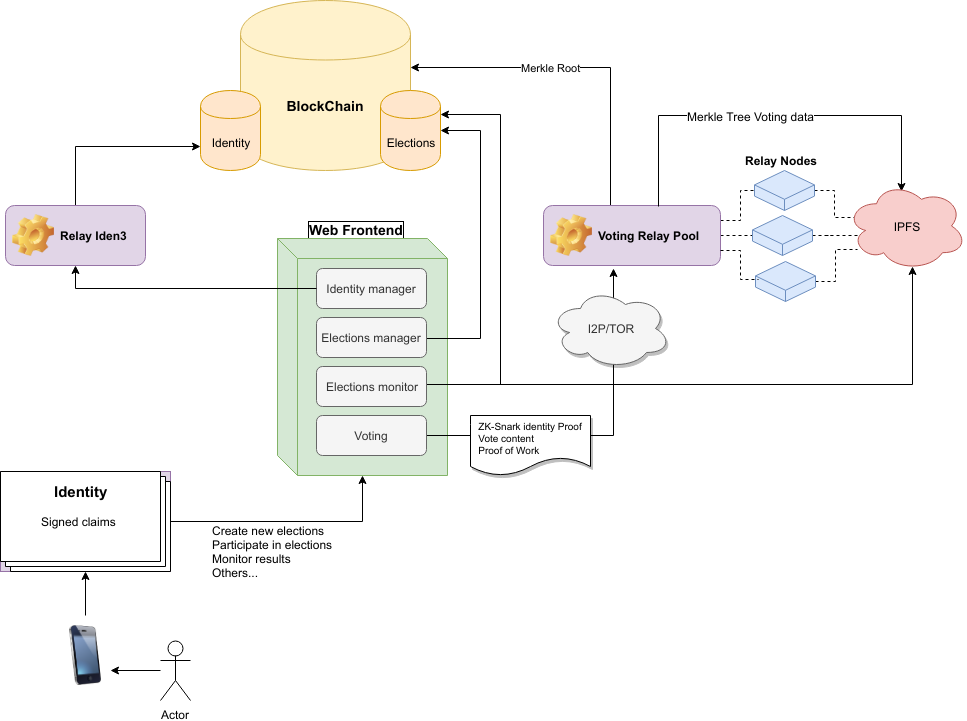 Merkle Root
BlockChain
Identity
Elections
Merkle Tree Voting data
Relay Nodes
Relay Iden3
Web Frontend
Voting Relay Pool
IPFS
Identity manager
I2P/TOR
Elections manager
Elections monitor
Voting
ZK-Snark identity Proof
Vote content
Proof of Work
Identity
Signed claims
Create new elections
Participate in elections
Monitor results
Others...
Actor